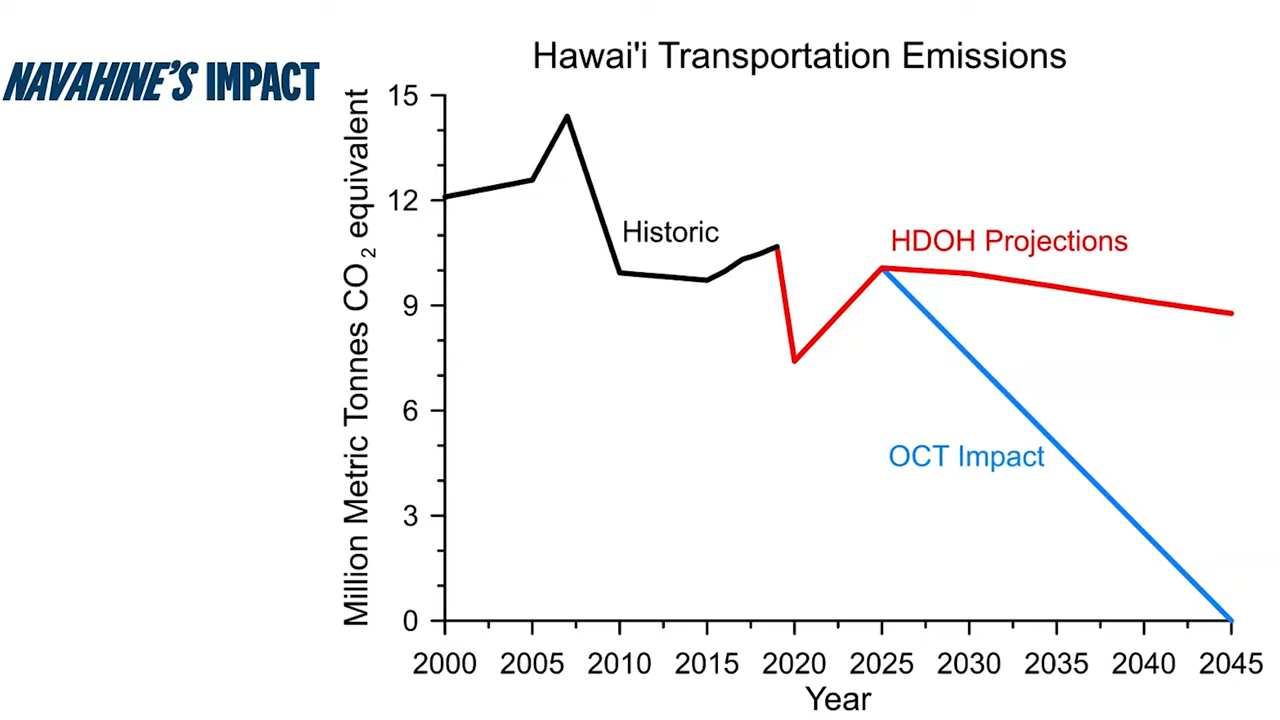 NAVAHINE'S IMPACT
Hawai'i Transportation Emissions
Million Metric Tonnes CO2 equivalent
15
12
9
6
3
0
Historic
HDOH Projections
OCT Impact
2000 2005 2010 2015 2020 2025 2030 2035 2040 2045
Year